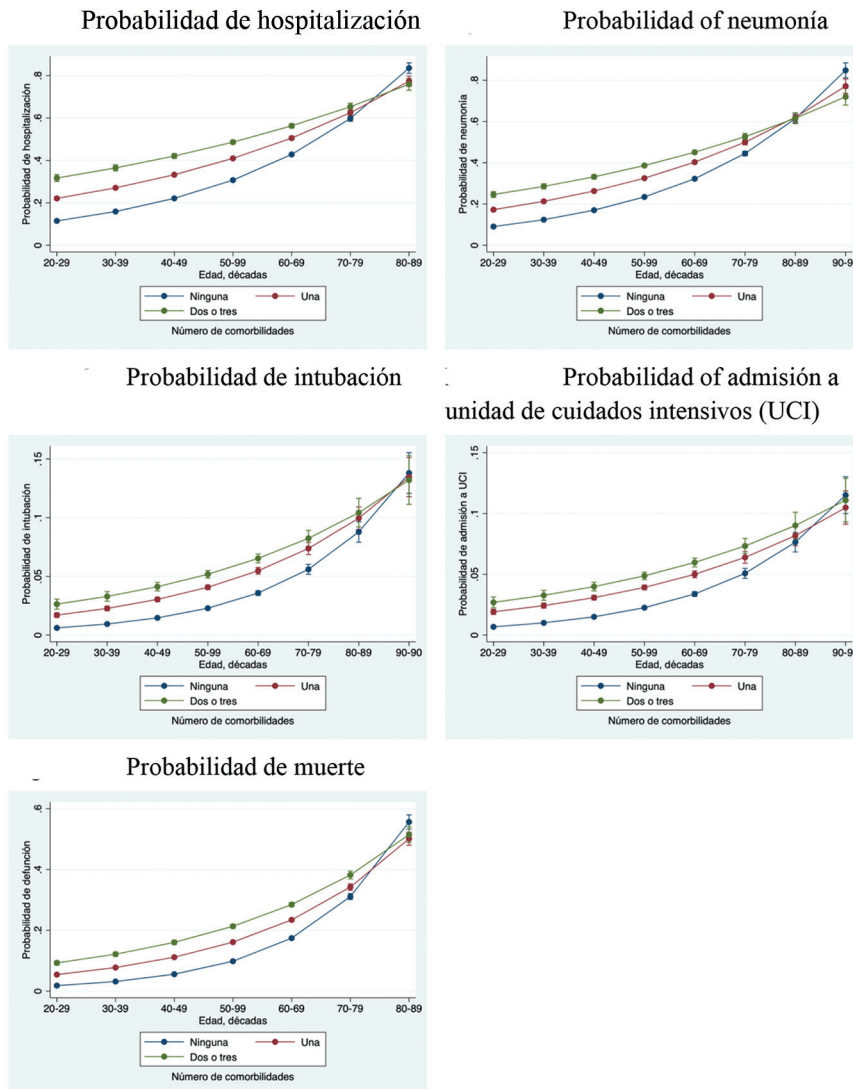 Probabilidad de hospitalización
Probabilidad de hospitalización
.8
.6
.4
.2
0
20-29 30-39 40-49 50-99 60-69 70-79 80-89
Edad, décadas
Ninguna Una
Dos o tres
Número de comorbilidades
Probabilidad of neumonía
Probabilidad de neumonía
.8
.6
.4
.2
0
20-29 30-39 40-49 50-99 60-69 70-79 80-89 90-9
Edad, décadas
Ninguna Una
Dos o tres
Número de comorbilidades
Probabilidad de intubación
Probabilidad de intubación
.15
.1
.05
0
20-29 30-39 40-49 50-99 60-69 70-79 80-89 90-90
Edad, décadas
Ninguna Una
Dos o tres
Número de comorbilidades
Probabilidad of admisión a
unidad de cuidados intensivos (UCI)
Probabilidad de admisión a UCI
.15
.1
.05
0
20-29 30-39 40-49 50-99 60-69 70-79 80-89 90-90
Edad, décadas
Ninguna Una
Dos o tres
Número de comorbilidades
Probabilidad de muerte
Probabilidad de defunción
.6
.4
.2
0
20-29 30-39 40-49 50-99 60-69 70-79 80-89
Edad, décadas
Ninguna Una
Dos o tres
Número de comorbilidades